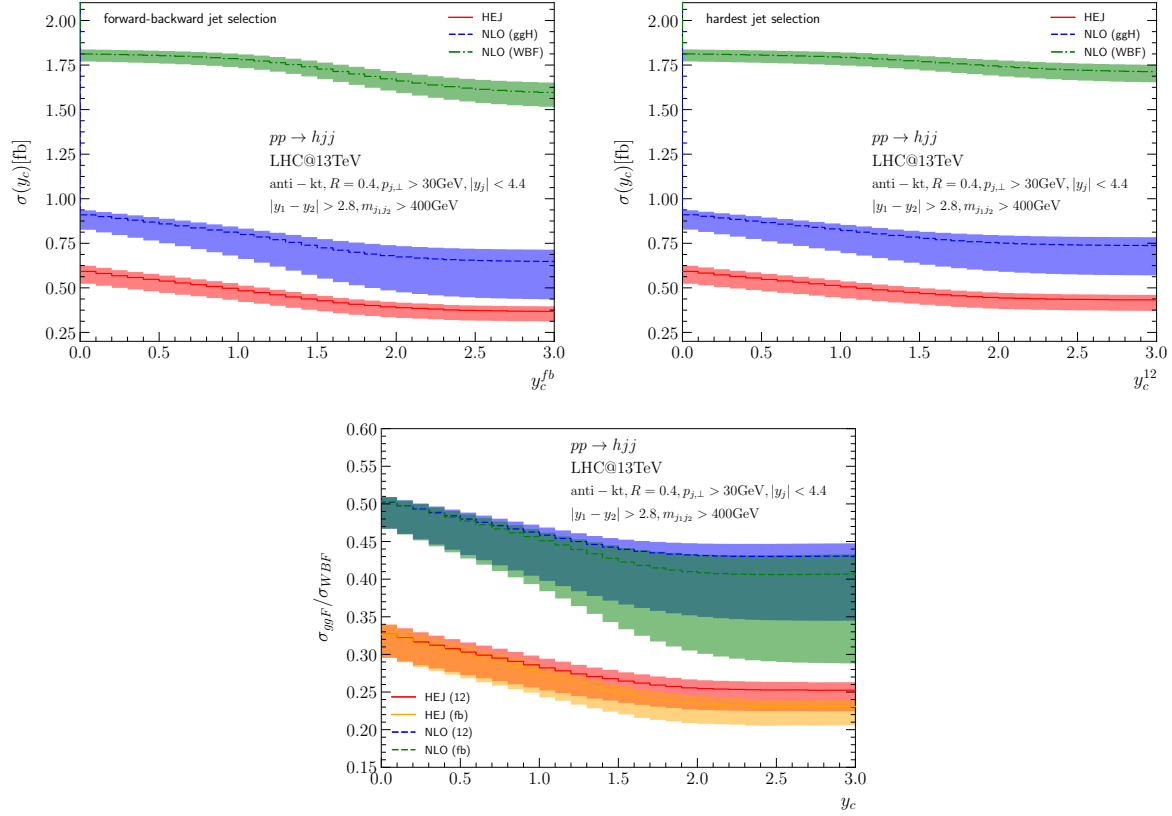 forward-backward jet selection
HEJ
NLO (ggH)
NLO (WBF)
pp → hjj
LHC@13TeV
anti − kt, R = 0.4, p_{j,⊥} > 30GeV, |y_j| < 4.4
|y_1 − y_2| > 2.8, m_{j_1j_2} > 400GeV
σ(y_c)[fb]
2.00
1.75
1.50
1.25
1.00
0.75
0.50
0.25
0.0 0.5 1.0 1.5 2.0 2.5 3.0
y_c^{fb}
hardest jet selection
HEJ
NLO (ggH)
NLO (WBF)
pp → hjj
LHC@13TeV
anti − kt, R = 0.4, p_{j,⊥} > 30GeV, |y_j| < 4.4
|y_1 − y_2| > 2.8, m_{j_1j_2} > 400GeV
σ(y_c)[fb]
2.00
1.75
1.50
1.25
1.00
0.75
0.50
0.25
0.0 0.5 1.0 1.5 2.0 2.5 3.0
y_c^{12}
pp → hjj
LHC@13TeV
anti − kt, R = 0.4, p_{j,⊥} > 30GeV, |y_j| < 4.4
|y_1 − y_2| > 2.8, m_{j_1j_2} > 400GeV
σ_{ggF}/σ_{WBF}
0.60
0.55
0.50
0.45
0.40
0.35
0.30
0.25
0.20
0.15
HEJ (12)
HEJ (fb)
NLO (12)
NLO (fb)
0.0 0.5 1.0 1.5 2.0 2.5 3.0
y_c